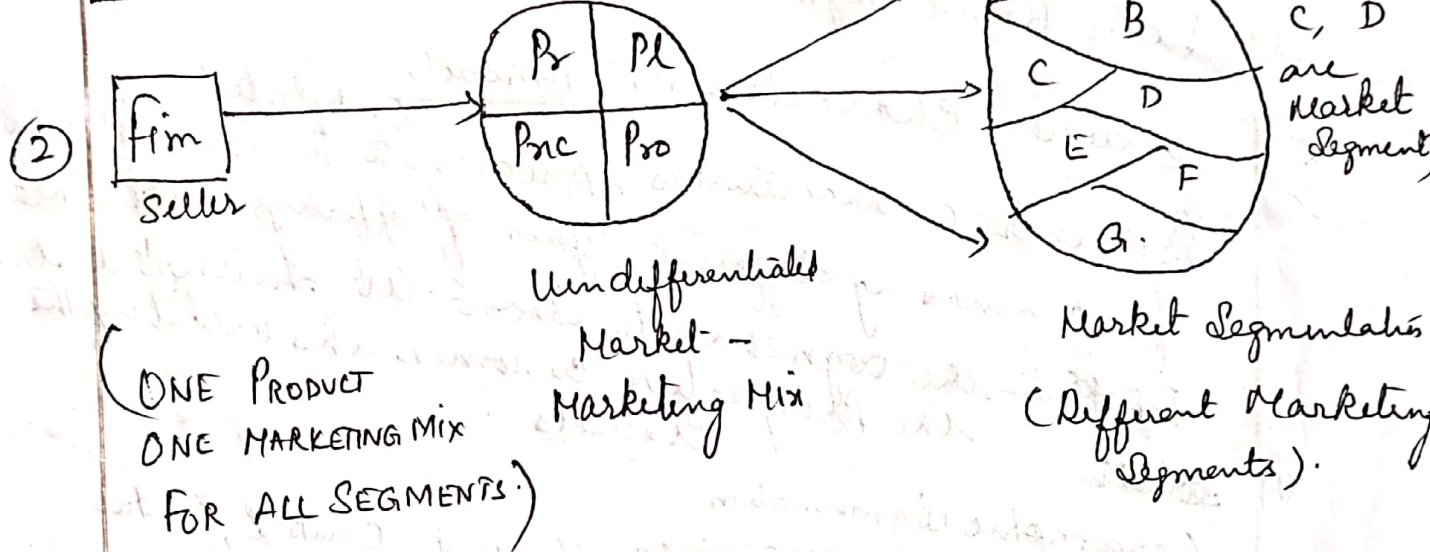 B
C, D
are
Market
Segment
Pr
Pl
C
D
②
firm
Pric
Pro
E
F
Seller
G.
Undifferentiated
Market -
Marketing Mix
Market Segmentation
(Different Marketing
Segments).
(ONE PRODUCT
ONE MARKETING MIX
FOR ALL SEGMENTS.)